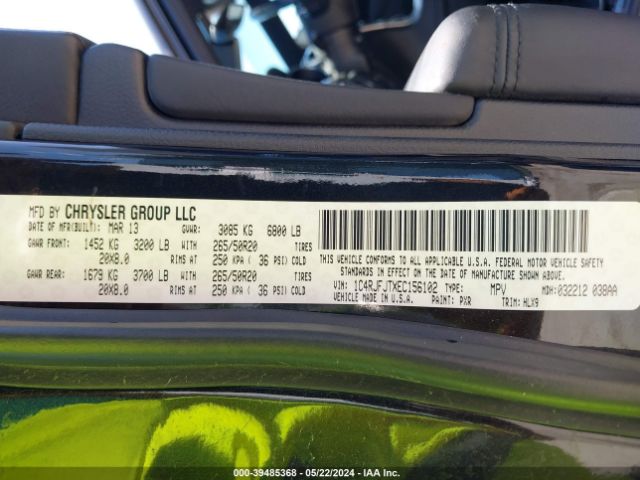 MFD BY CHRYSLER GROUP LLC
DATE OF MFR(BUILT): MAR 13 GVWR: 3085 KG 6800 LB
GAWR FRONT: 1452 KG 3200 LB WITH 265/50R20 TIRES
20X8.0 RIMS AT 250 KPA ( 36 PSI) COLD
GAWR REAR: 1679 KG 3700 LB WITH 265/50R20 TIRES
20X8.0 RIMS AT 250 KPA ( 36 PSI) COLD
THIS VEHICLE CONFORMS TO ALL APPLICABLE U.S.A. FEDERAL MOTOR VEHICLE SAFETY
STANDARDS IN EFFECT ON THE DATE OF MANUFACTURE SHOWN ABOVE.
VIN: 1C4RJFJTXEC156102 TYPE: MPV MDH:032212 038AA
VEHICLE MADE IN U.S.A. PAINT: PXR TRIM: HLX9
000-39485368 - 05/22/2024 - IAA Inc.